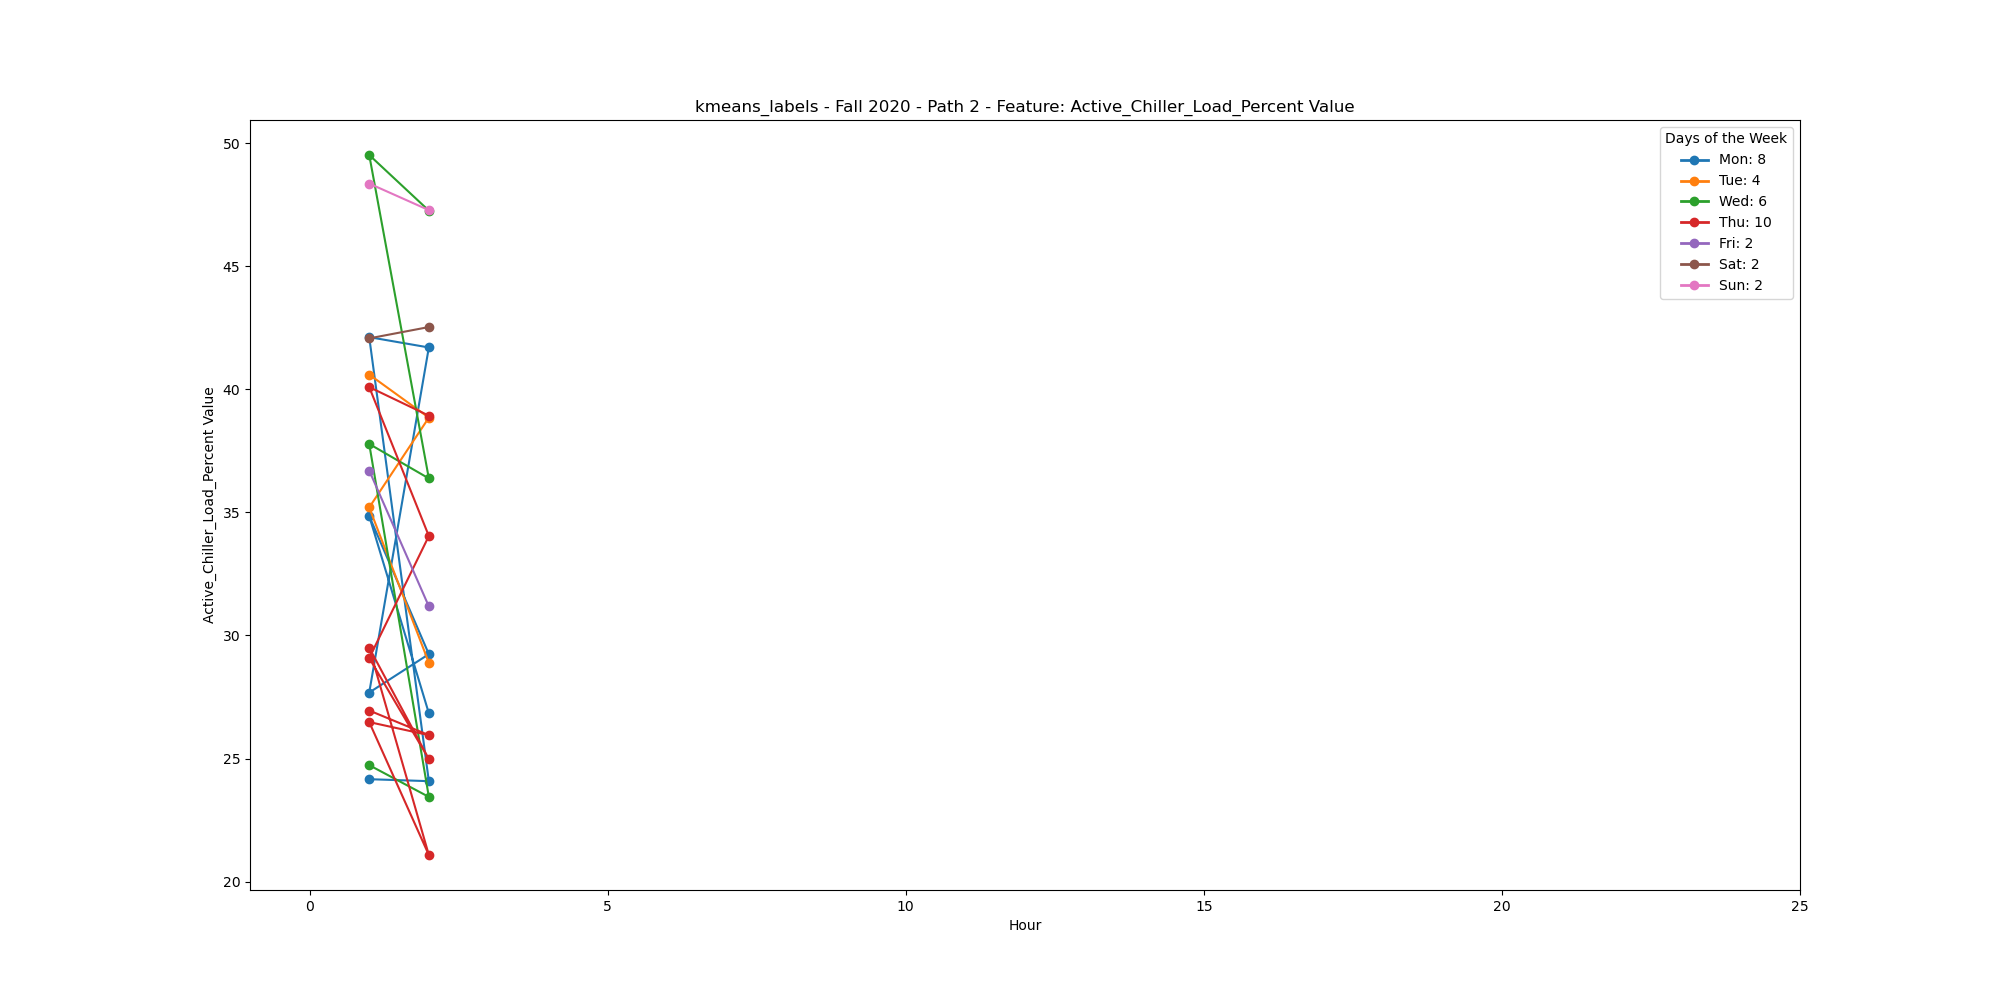 kmeans_labels - Fall 2020 - Path 2 - Feature: Active_Chiller_Load_Percent Value
Days of the Week
Mon: 8
Tue: 4
Wed: 6
Thu: 10
Fri: 2
Sat: 2
Sun: 2
Active_Chiller_Load_Percent Value
50
45
40
35
30
25
20
0 5 10 15 20 25
Hour